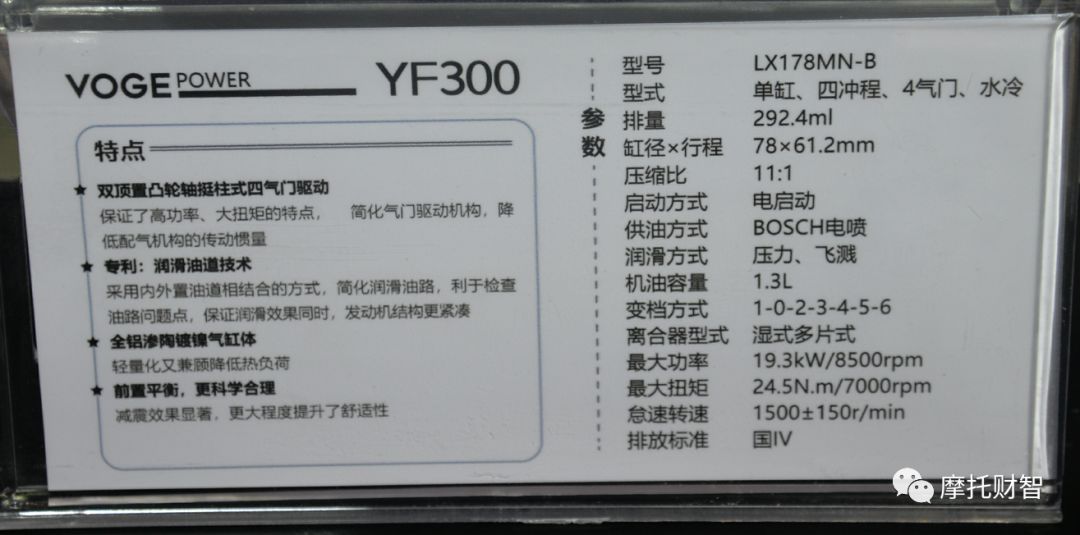 VOGE POWER YF300
特点
★ 双顶置凸轮轴挺柱式四气门驱动
保证了高功率、大扭矩的特点， 简化气门驱动机构，降
低配气机构的传动惯量
★ 专利：润滑油道技术
采用内外置油道相结合的方式，简化润滑油路，利于检查
油路问题点，保证润滑效果同时，发动机结构更紧凑
★ 全铝渗陶镀镍气缸体
轻量化又兼顾降低热负荷
★ 前置平衡，更科学合理
减震效果显著，更大程度提升了舒适性
参数
型号 LX178MN-B
型式 单缸、四冲程、4气门、水冷
排量 292.4ml
缸径×行程 78×61.2mm
压缩比 11:1
启动方式 电启动
供油方式 BOSCH电喷
润滑方式 压力、飞溅
机油容量 1.3L
变档方式 1-0-2-3-4-5-6
离合器型式 湿式多片式
最大功率 19.3kW/8500rpm
最大扭矩 24.5N.m/7000rpm
怠速转速 1500±150r/min
排放标准 国IV
摩托财智